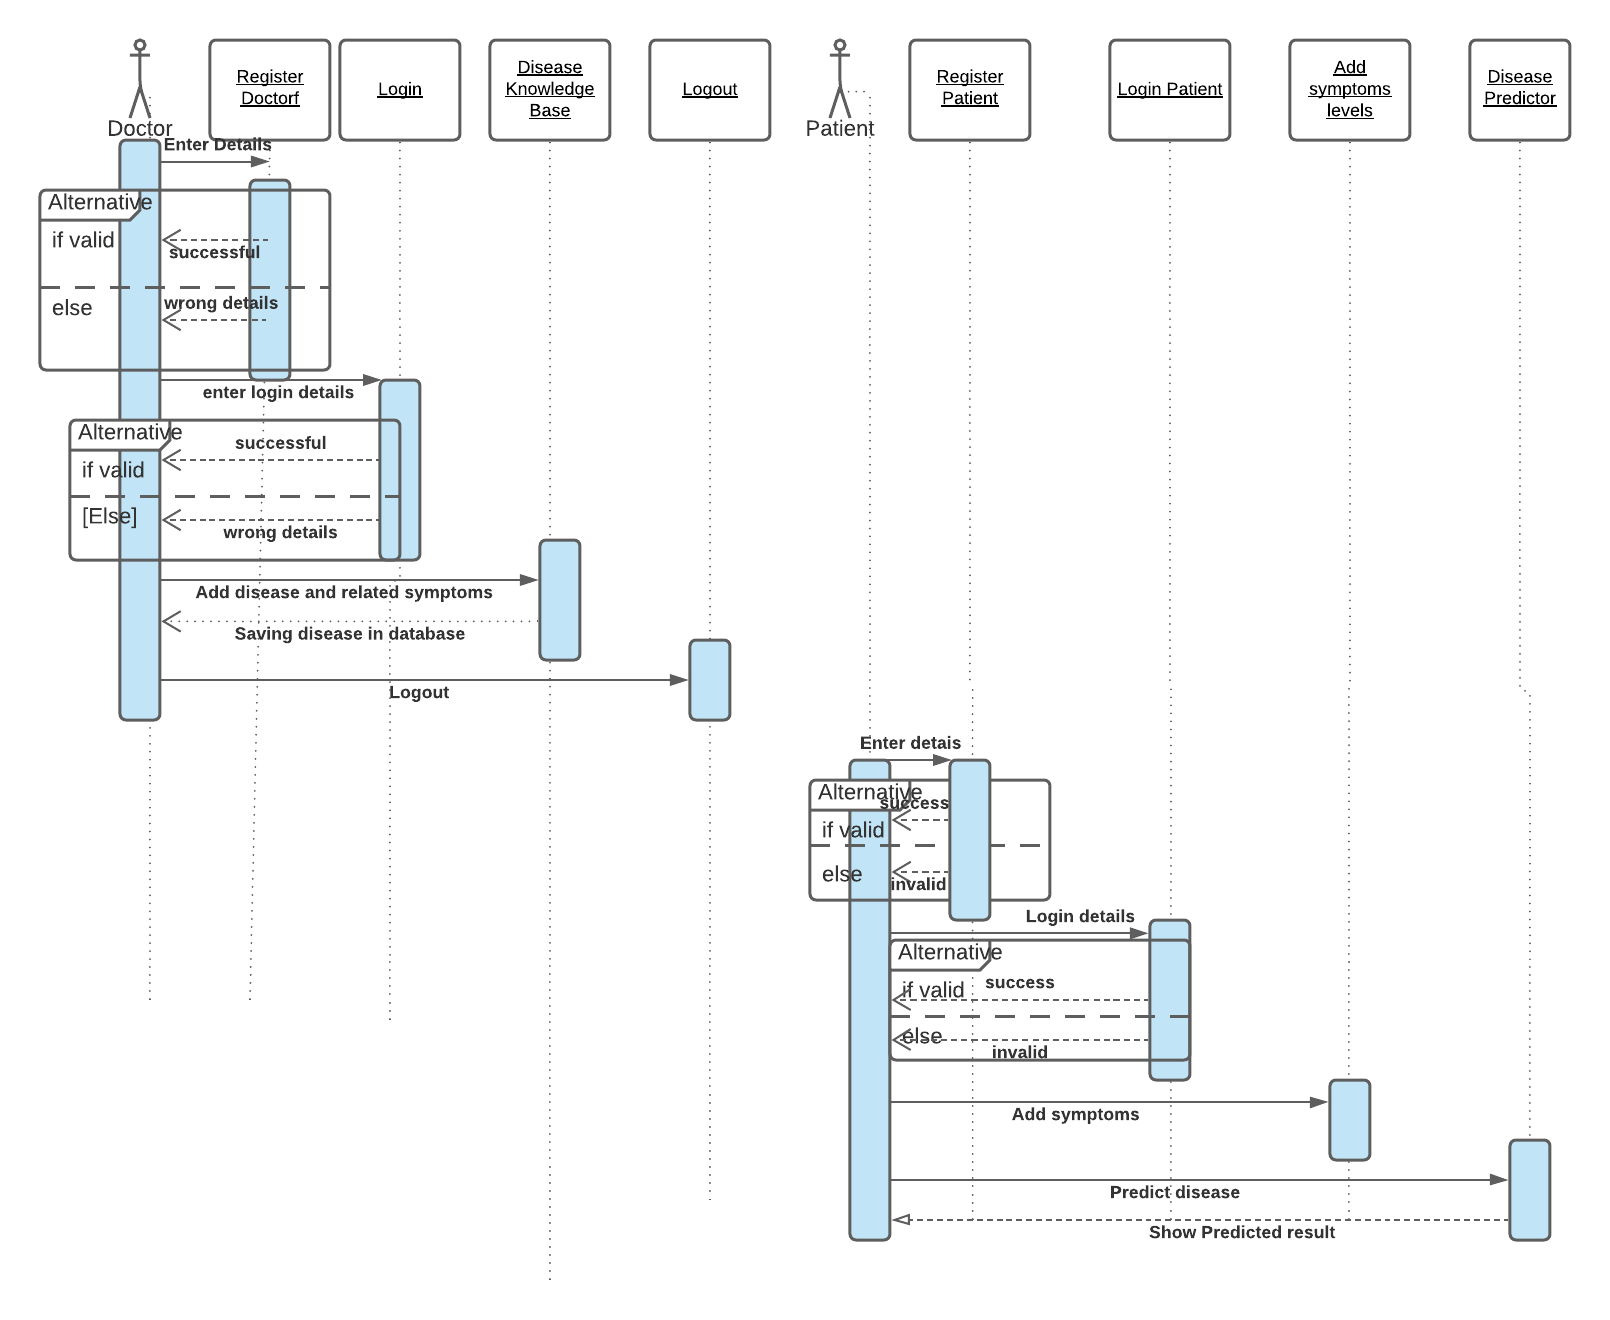 Doctor
Register
Doctorf
Login
Disease
Knowledge
Base
Logout
Patient
Register
Patient
Login Patient
Add
symptoms
levels
Disease
Predictor
Enter Details
Alternative
if valid
successful
else
wrong details
enter login details
Alternative
successful
if valid
[Else]
wrong details
Add disease and related symptoms
Saving disease in database
Logout
Enter detais
Alternative
success
if valid
else
invalid
Login details
Alternative
success
if valid
else
invalid
Add symptoms
Predict disease
Show Predicted result